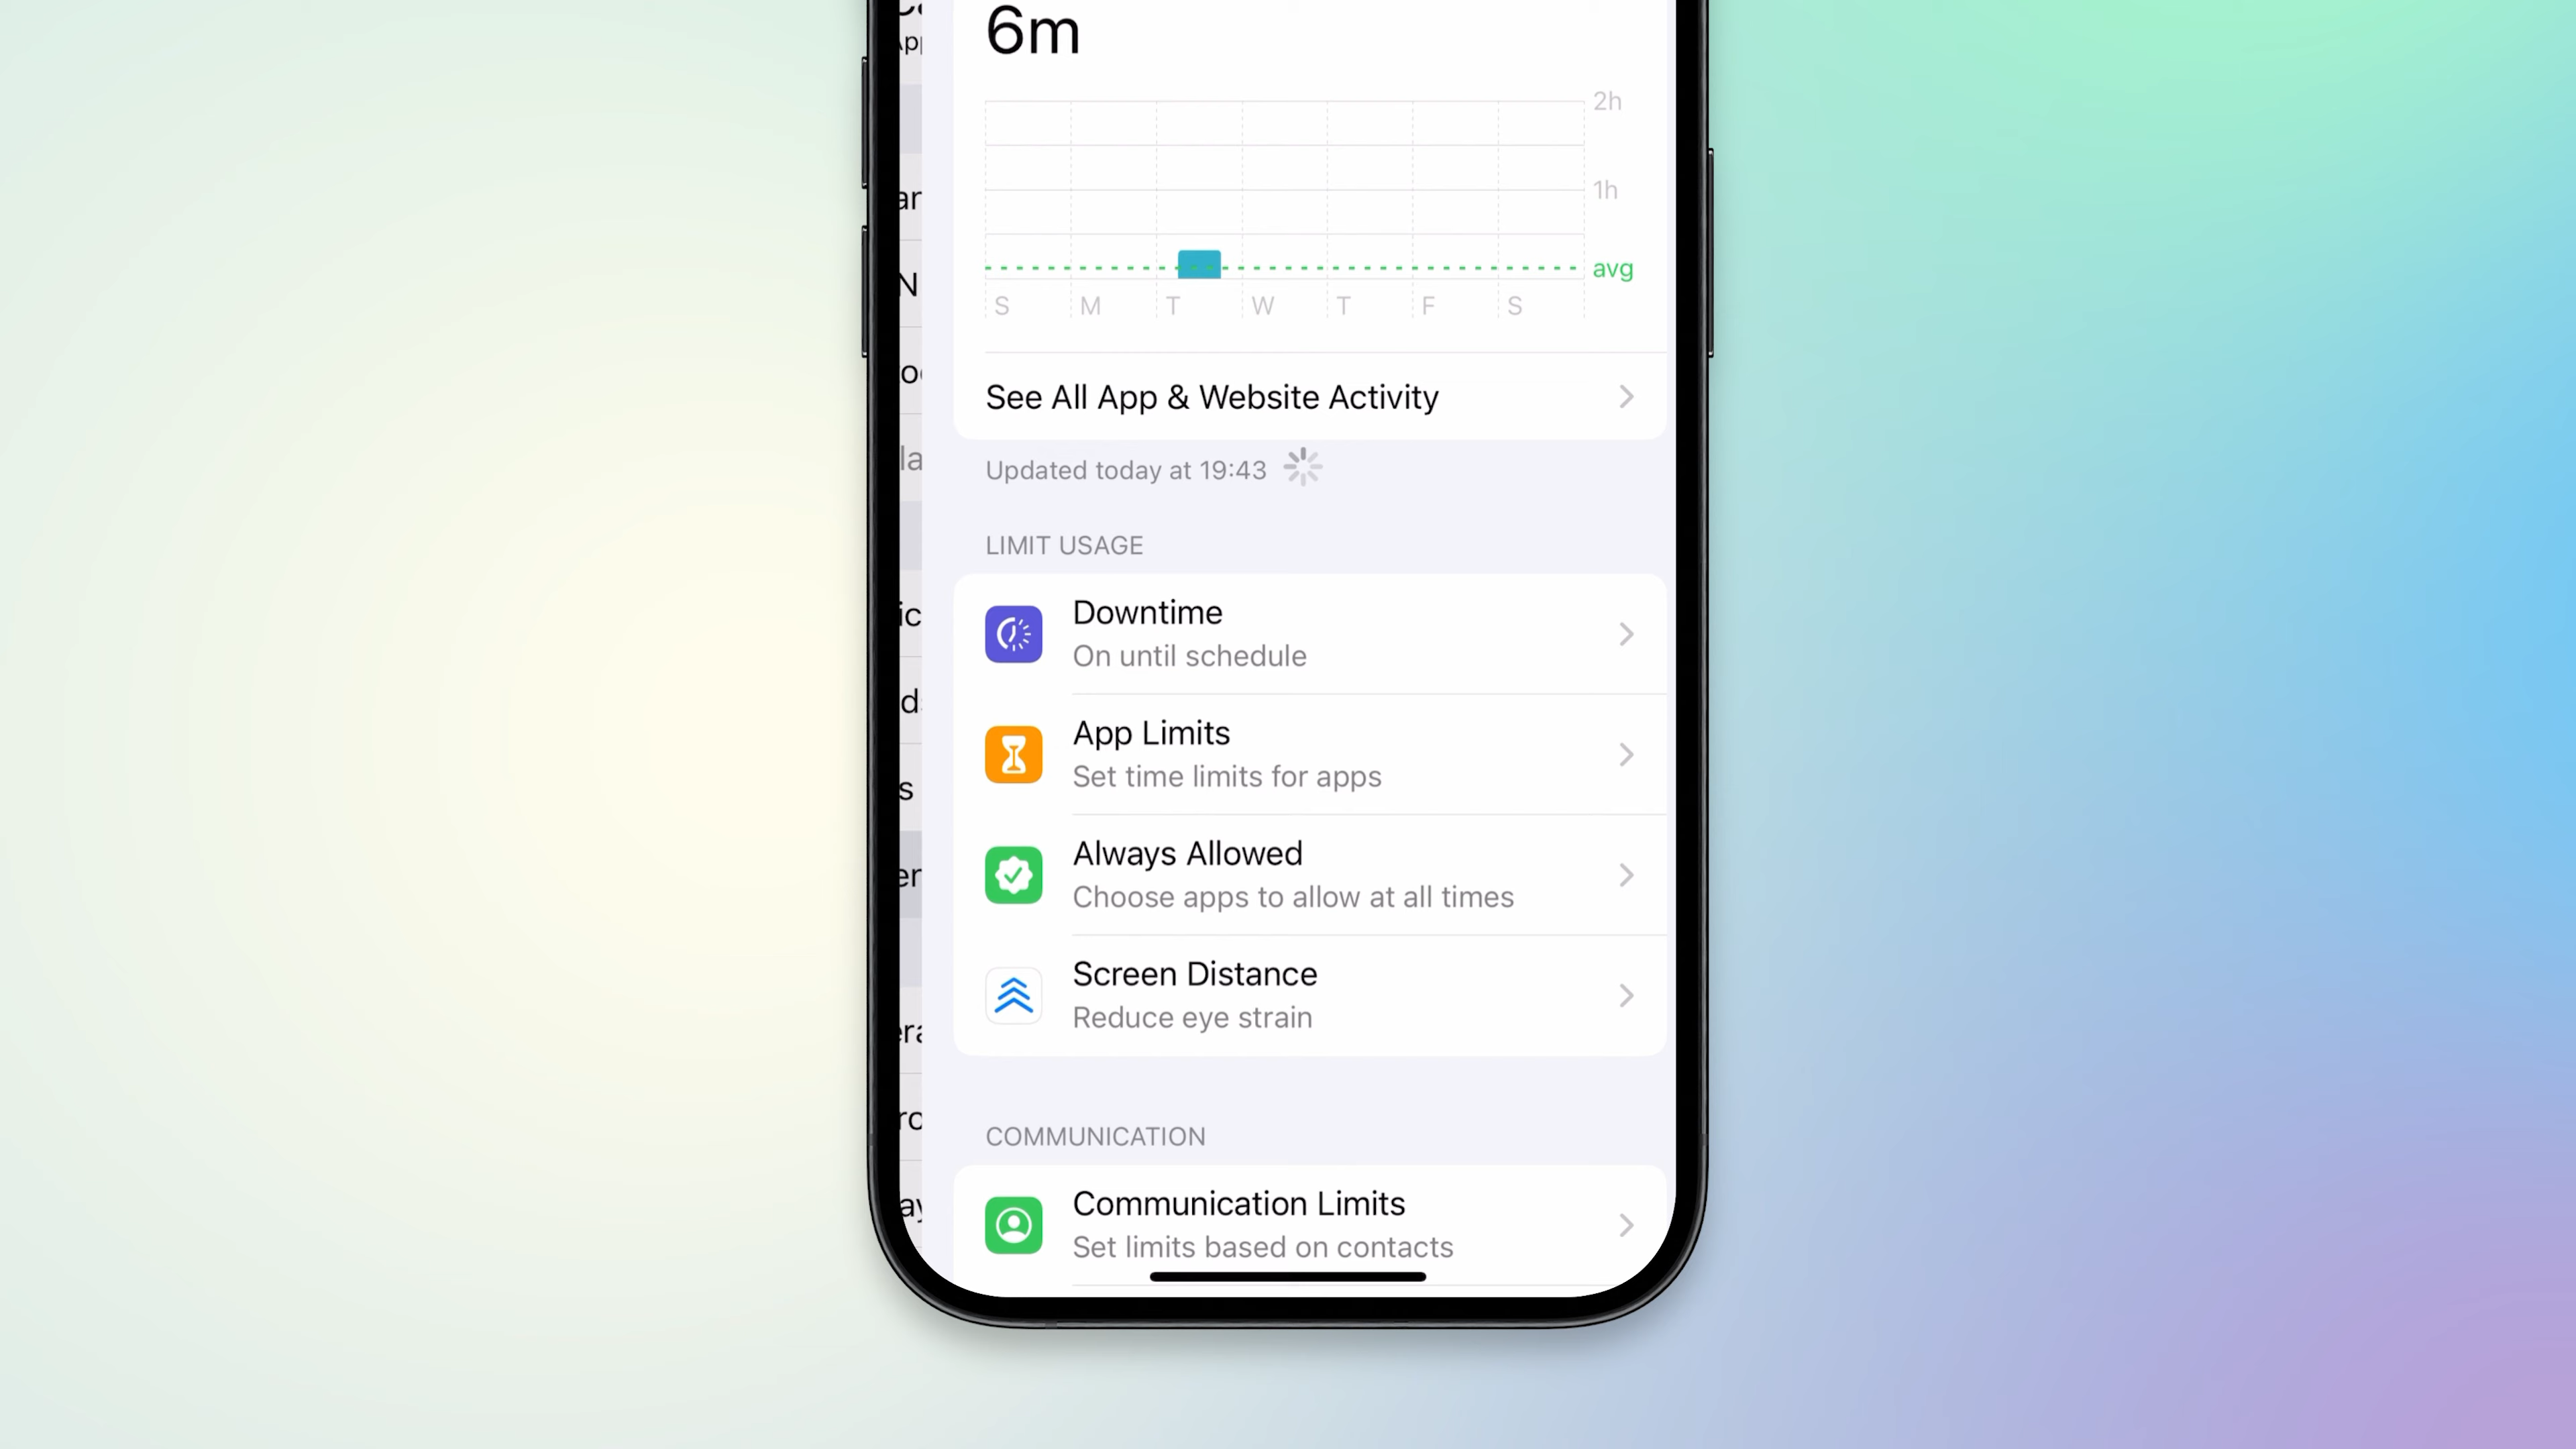 6m
2h
1h
avg
S M T W T F S
See All App & Website Activity
Updated today at 19:43
LIMIT USAGE
Downtime
On until schedule
App Limits
Set time limits for apps
Always Allowed
Choose apps to allow at all times
Screen Distance
Reduce eye strain
COMMUNICATION
Communication Limits
Set limits based on contacts